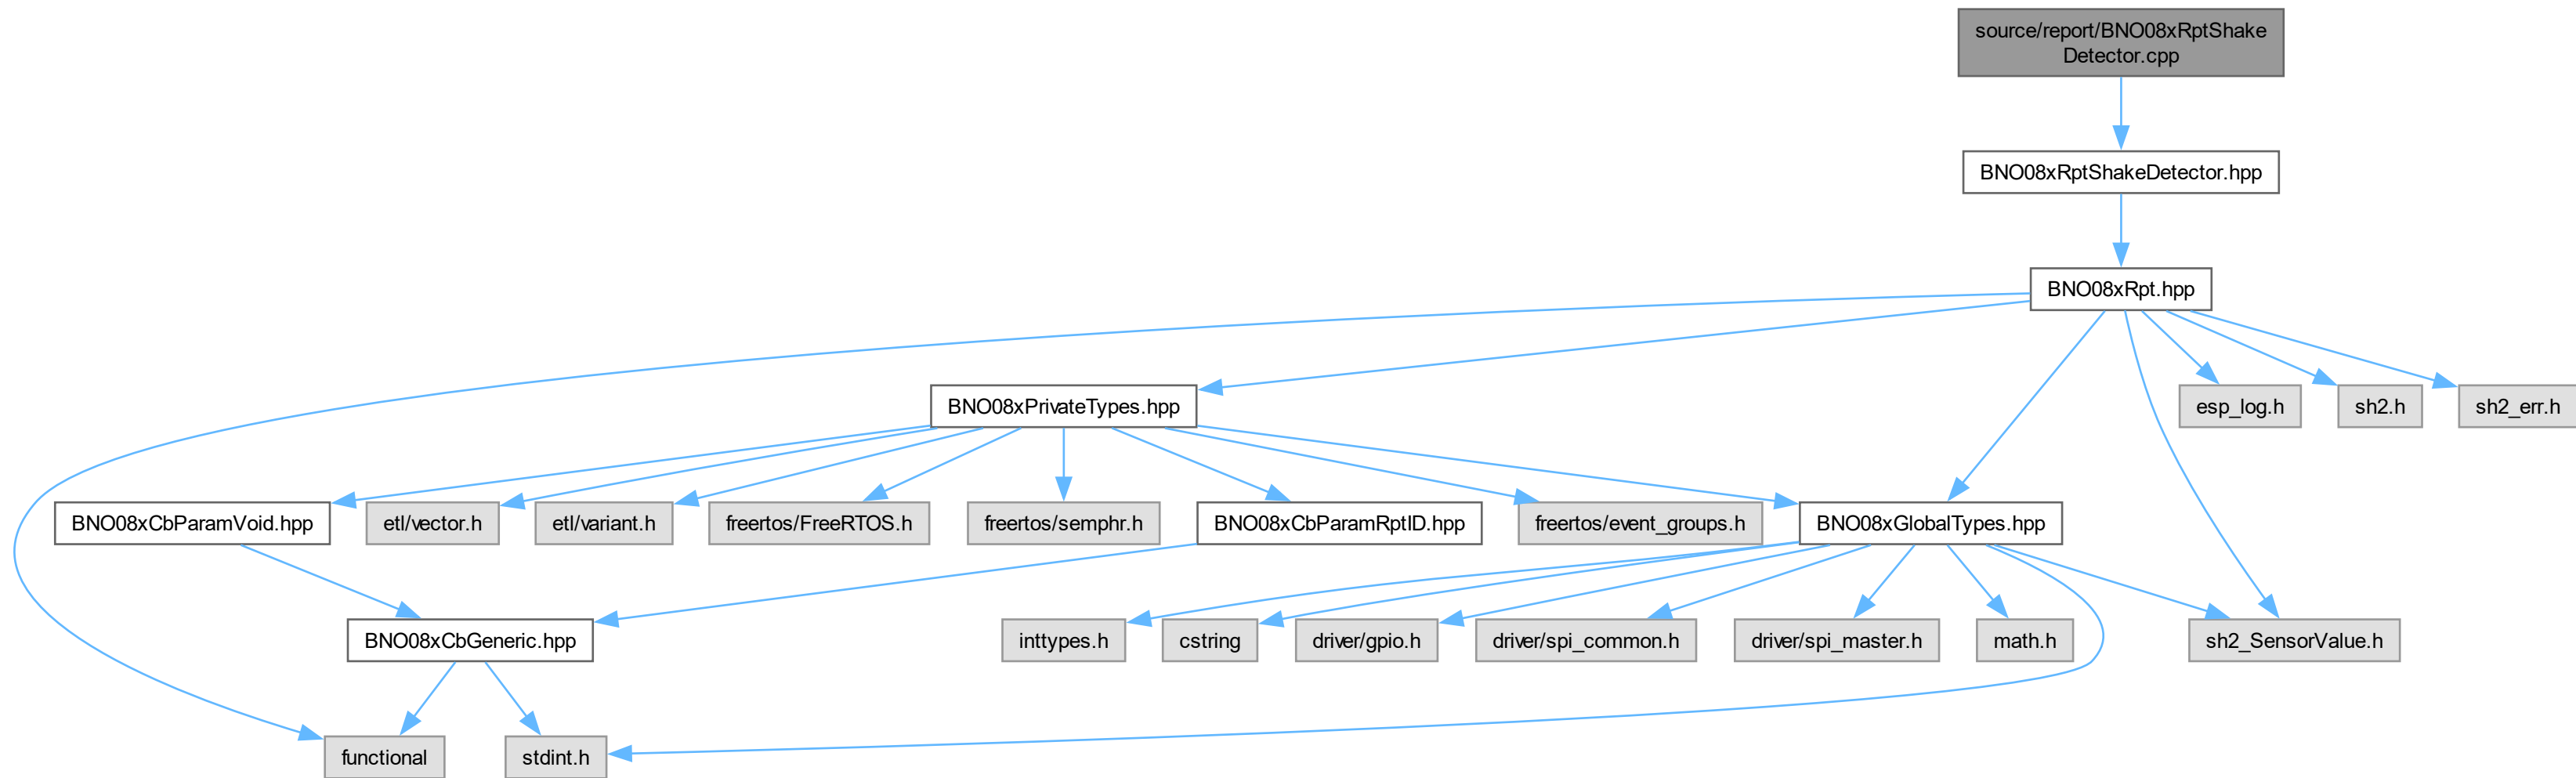 source/report/BNO08xRptShake
Detector.cpp
BNO08xRptShakeDetector.hpp
BNO08xRpt.hpp
BNO08xPrivateTypes.hpp
esp_log.h
sh2.h
sh2_err.h
BNO08xCbParamVoid.hpp
etl/vector.h
etl/variant.h
freertos/FreeRTOS.h
freertos/semphr.h
BNO08xCbParamRptID.hpp
freertos/event_groups.h
BNO08xGlobalTypes.hpp
BNO08xCbGeneric.hpp
inttypes.h
cstring
driver/gpio.h
driver/spi_common.h
driver/spi_master.h
math.h
sh2_SensorValue.h
functional
stdint.h